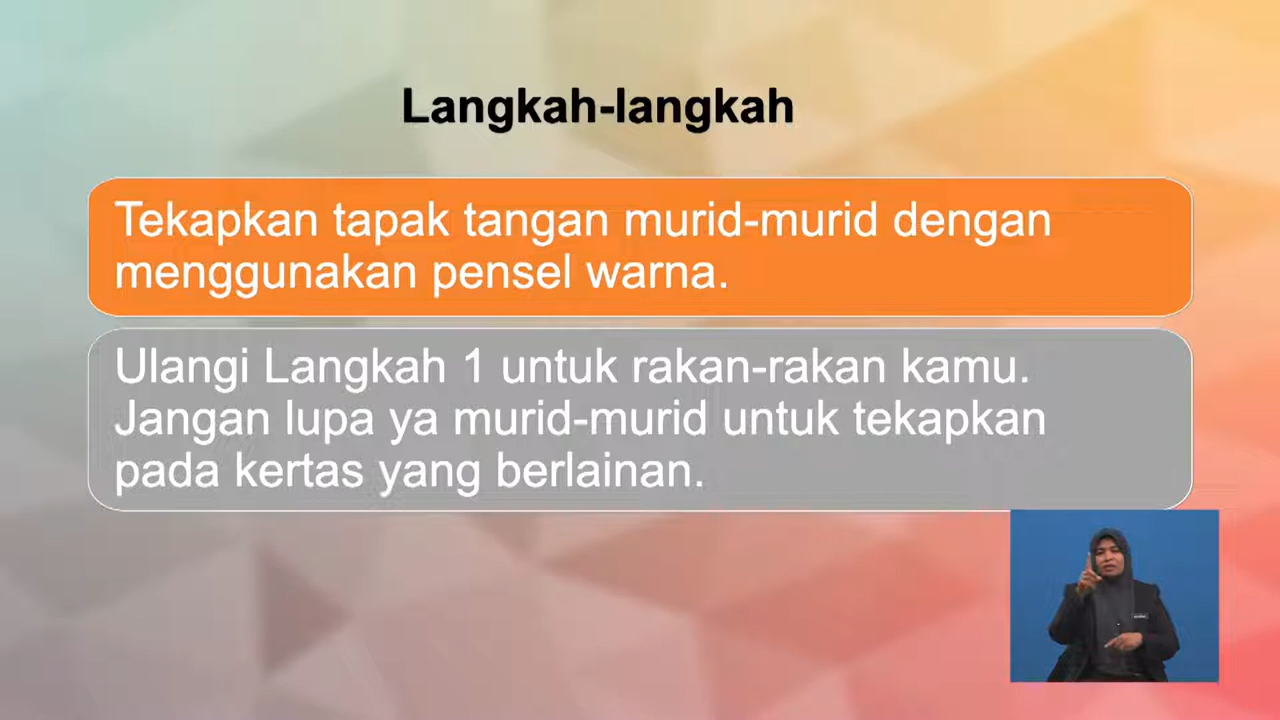 Langkah-langkah
Tekapkan tapak tangan murid-murid dengan
menggunakan pensel warna.
Ulangi Langkah 1 untuk rakan-rakan kamu.
Jangan lupa ya murid-murid untuk tekapkan
pada kertas yang berlainan.